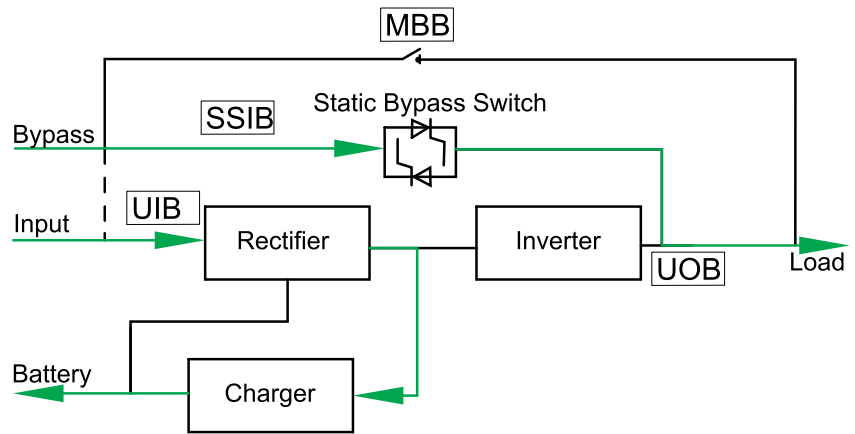 MBB
Static Bypass Switch
SSIB
Bypass
UIB
Input
Rectifier
Inverter
UOB
Load
Battery
Charger